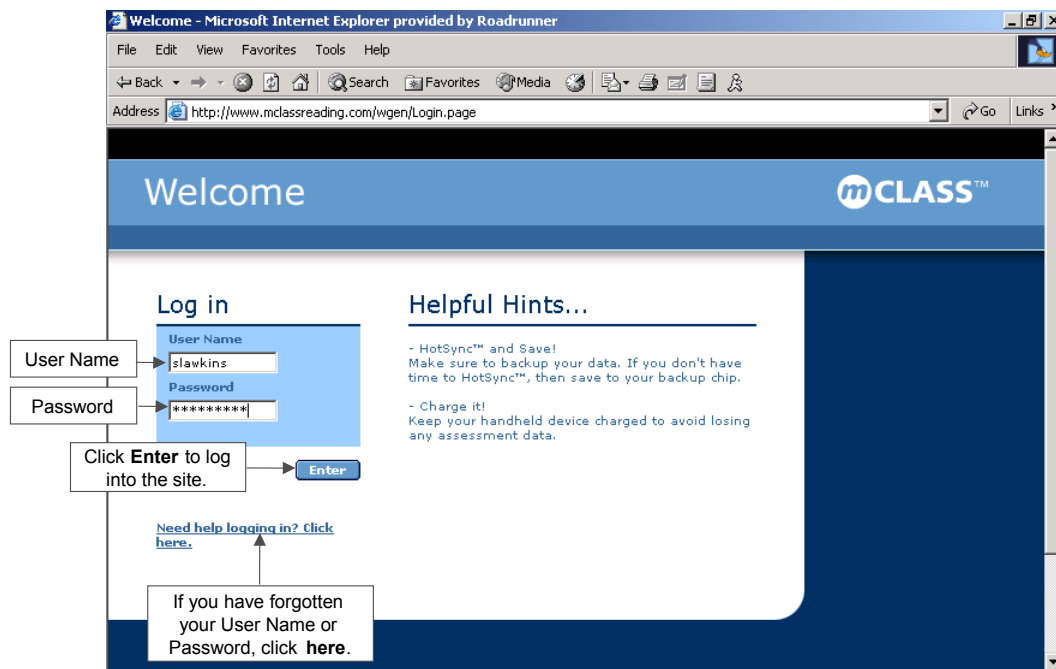 Welcome - Microsoft Internet Explorer provided by Roadrunner
File Edit View Favorites Tools Help
Back Search Favorites Media
Address http://www.mclassreading.com/wgen/Login.page Go Links »
Welcome
mCLASS™
Log in
User Name
slawkins
Password
*********
Enter
Need help logging in? Click
here.
Helpful Hints...
- HotSync™ and Save!
Make sure to backup your data. If you don't have
time to HotSync™, then save to your backup chip.
- Charge it!
Keep your handheld device charged to avoid losing
any assessment data.
User Name
Password
Click Enter to log
into the site.
If you have forgotten
your User Name or
Password, click here.